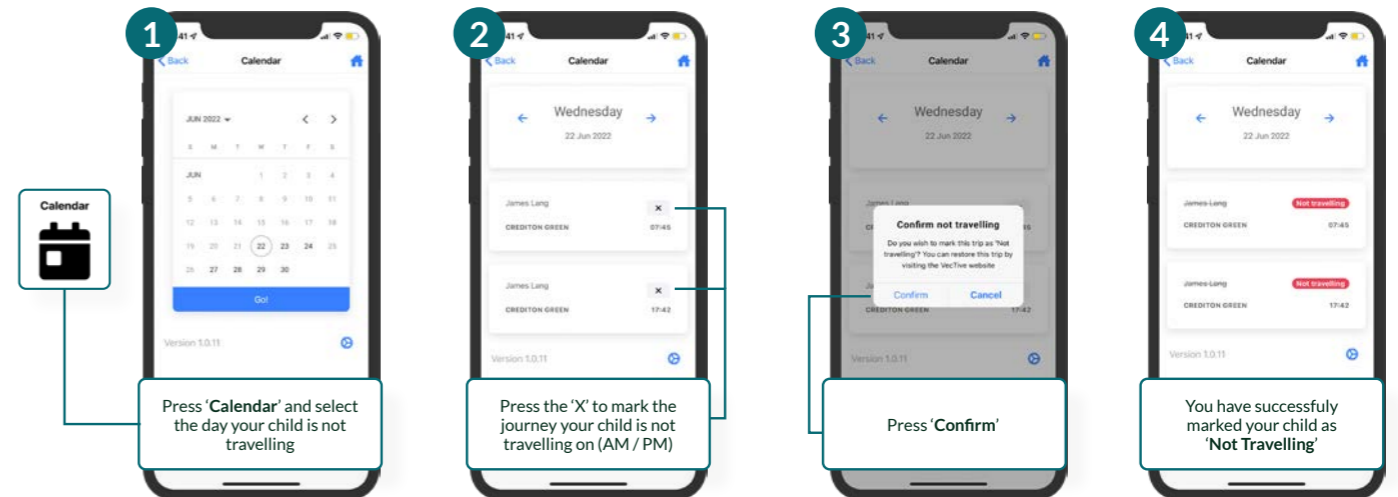 Calendar
1
41
Back
Calendar
JUN 2022
S M T W T F S
JUN 1 2 3 4
5 6 7 8 9 10 11
12 13 14 15 16 17 18
19 20 21 22 23 24 25
26 27 28 29 30
Go!
Version 1.0.11
Press ‘Calendar’ and select
the day your child is not
travelling
2
41
Back
Calendar
Wednesday
22 Jun 2022
James Lang
X
CREDITON GREEN 07:45
James Lang
X
CREDITON GREEN 17:42
Version 1.0.11
Press the ‘X’ to mark the
journey your child is not
travelling on (AM / PM)
3
41
Back
Calendar
Wednesday
22 Jun 2022
James Lang
Confirm not travelling
Do you wish to mark this trip as 'Not
travelling'? You can restore this trip by
visiting the VecTive website
Confirm Cancel
CREDITON GREEN 17:42
Version 1.0.11
Press ‘Confirm’
4
41
Back
Calendar
Wednesday
22 Jun 2022
James Lang Not travelling
CREDITON GREEN 07:45
James Lang Not travelling
CREDITON GREEN 17:42
Version 1.0.11
You have successfuly
marked your child as
‘Not Travelling’